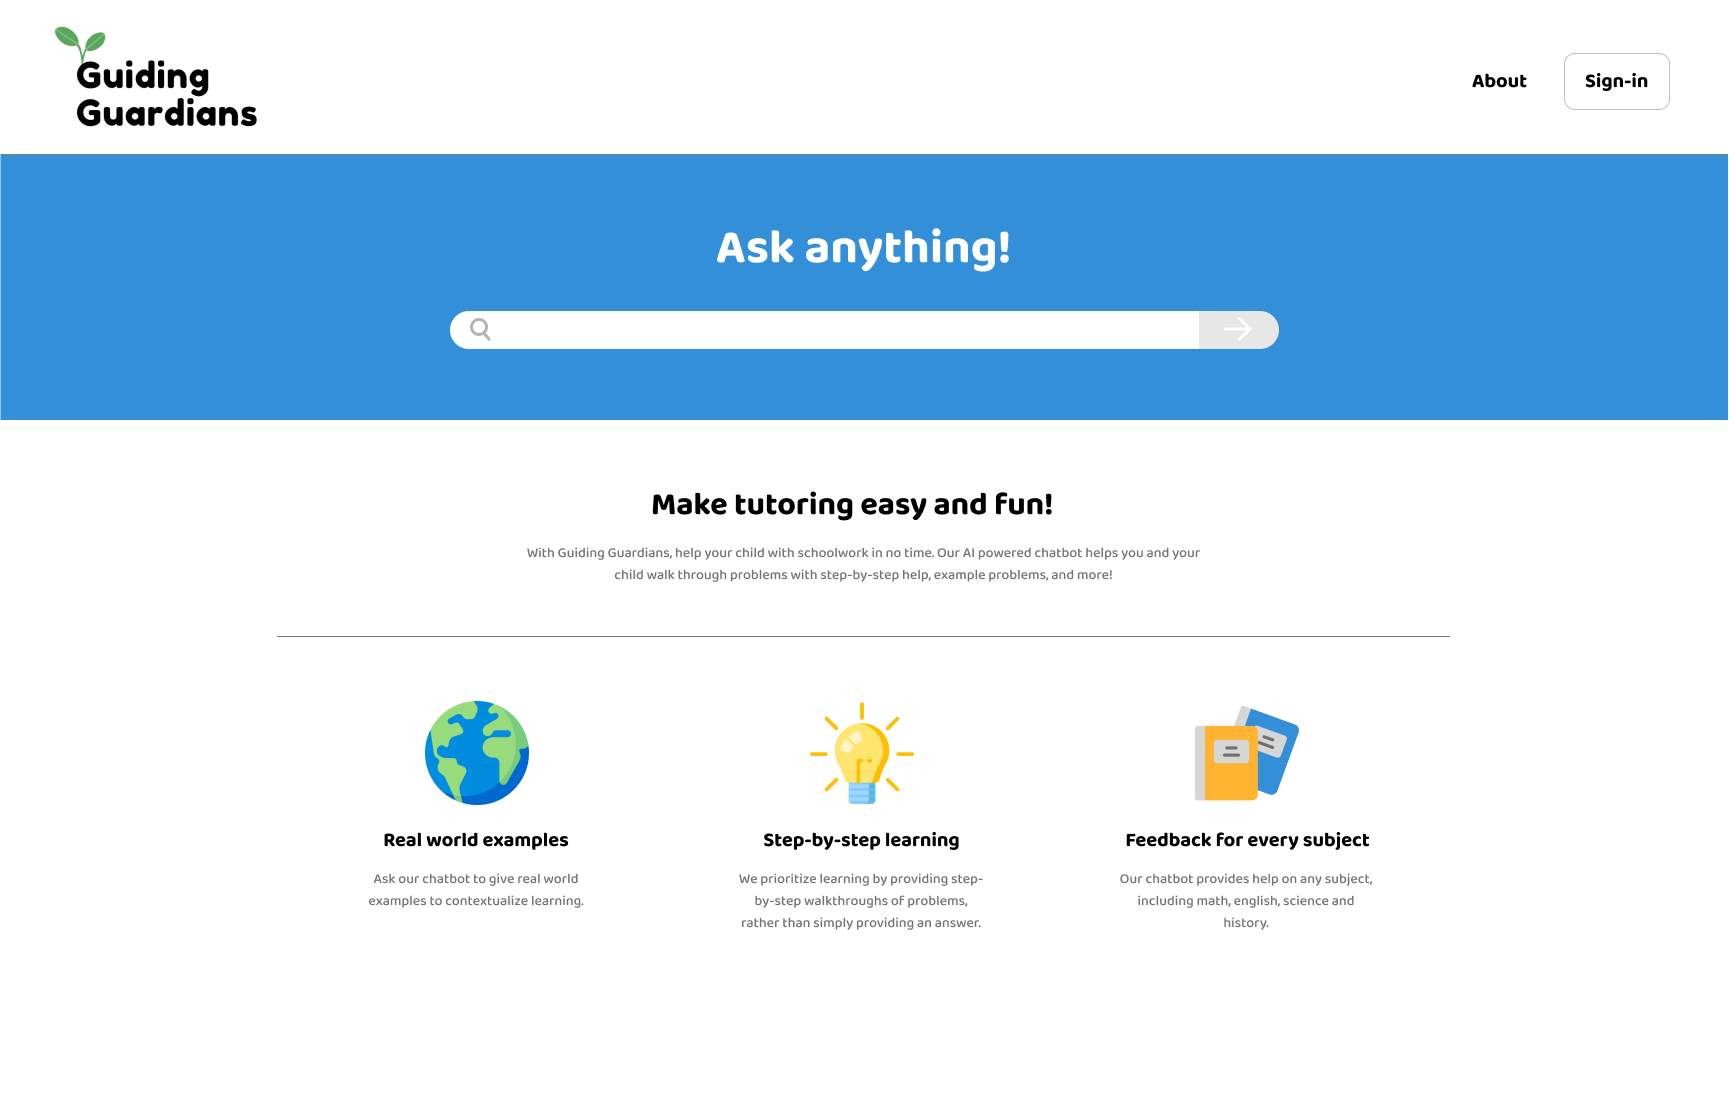 Guiding
Guardians
About
Sign-in
Ask anything!
Make tutoring easy and fun!
With Guiding Guardians, help your child with schoolwork in no time. Our AI powered chatbot helps you and your
child walk through problems with step-by-step help, example problems, and more!
Real world examples
Ask our chatbot to give real world
examples to contextualize learning.
Step-by-step learning
We prioritize learning by providing step-
by-step walkthroughs of problems,
rather than simply providing an answer.
Feedback for every subject
Our chatbot provides help on any subject,
including math, english, science and
history.